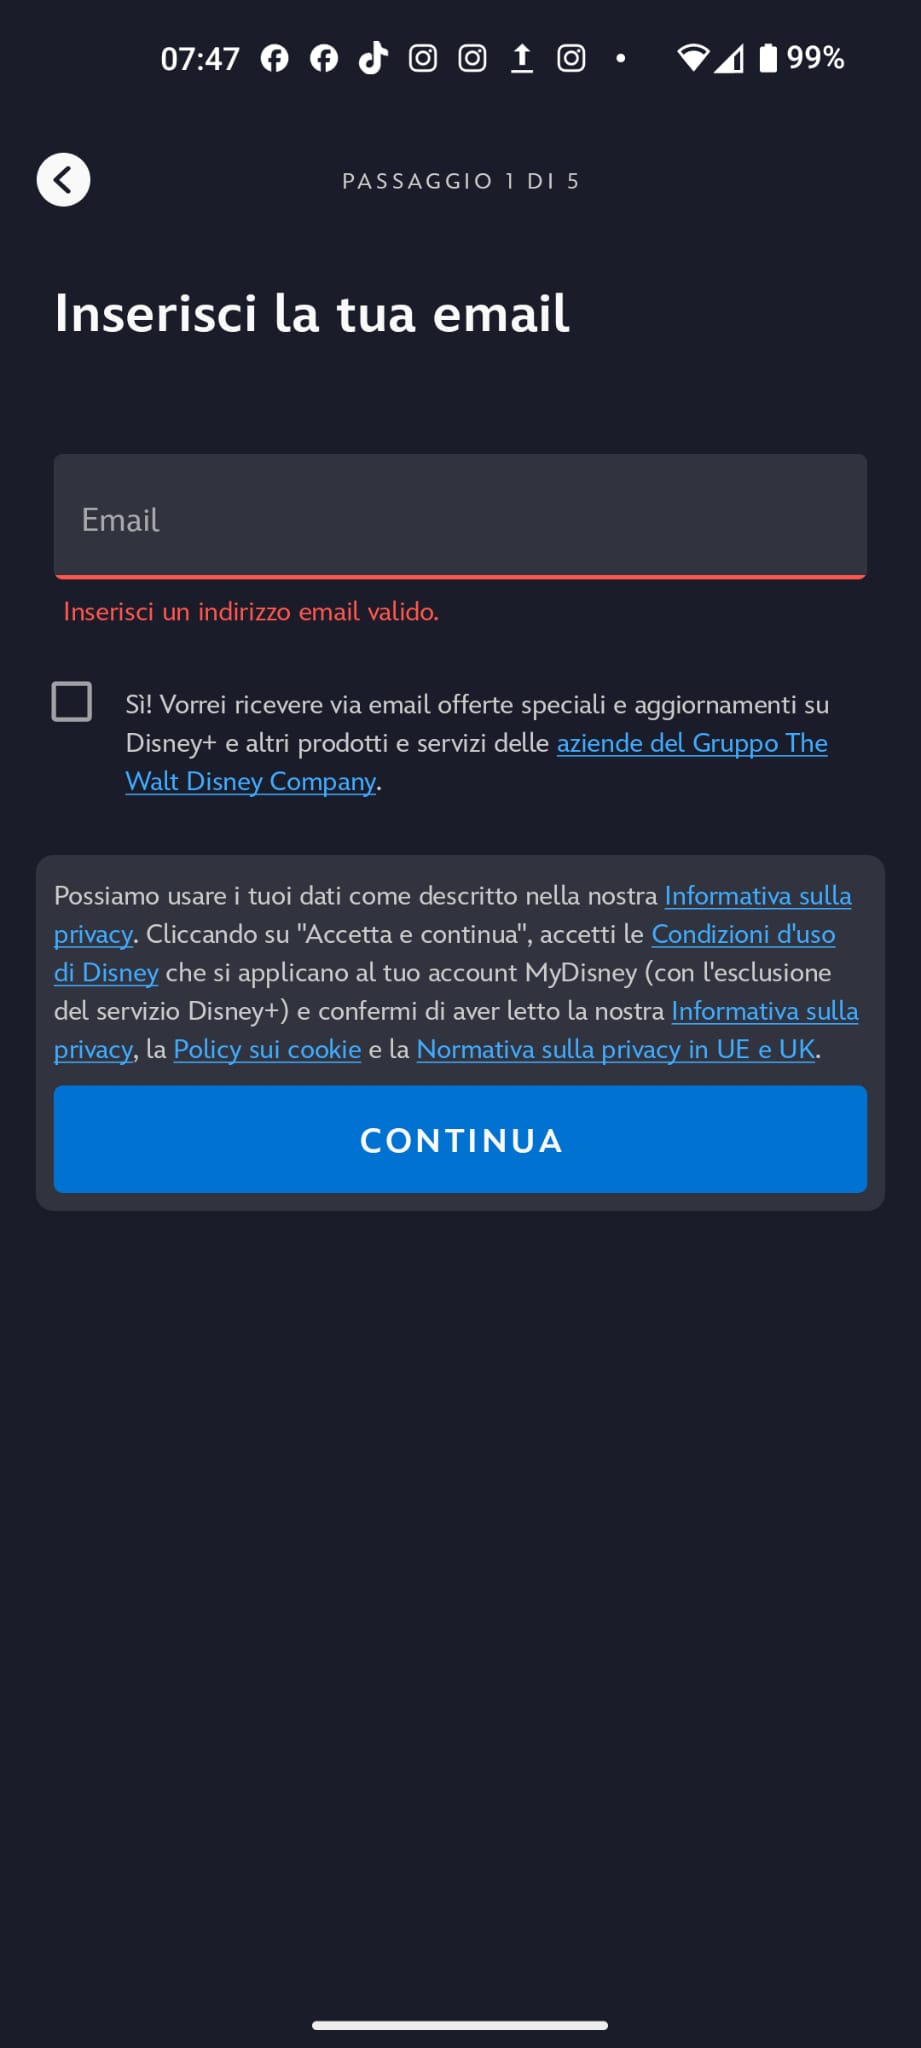 07:47
99%
PASSAGGIO 1 DI 5
Inserisci la tua email
Email
Inserisci un indirizzo email valido.
Sì! Vorrei ricevere via email offerte speciali e aggiornamenti su
Disney+ e altri prodotti e servizi delle aziende del Gruppo The
Walt Disney Company.
Possiamo usare i tuoi dati come descritto nella nostra Informativa sulla
privacy. Cliccando su "Accetta e continua", accetti le Condizioni d'uso
di Disney che si applicano al tuo account MyDisney (con l'esclusione
del servizio Disney+) e confermi di aver letto la nostra Informativa sulla
privacy, la Policy sui cookie e la Normativa sulla privacy in UE e UK.
CONTINUA